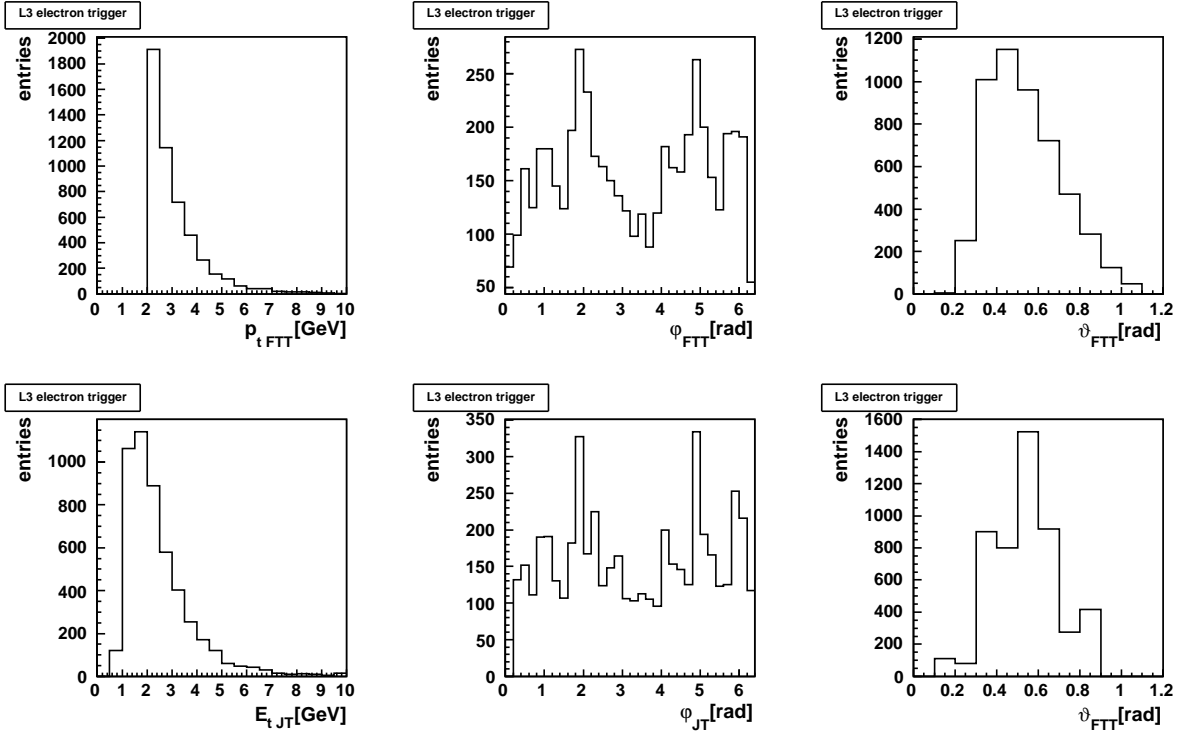 L3 electron trigger
entries
2000
1800
1600
1400
1200
1000
800
600
400
200
0
0 1 2 3 4 5 6 7 8 9 10
p_t FTT[GeV]
L3 electron trigger
entries
250
200
150
100
50
0 1 2 3 4 5 6
φ_FTT[rad]
L3 electron trigger
entries
1200
1000
800
600
400
200
0
0 0.2 0.4 0.6 0.8 1 1.2
ϑ_FTT[rad]
L3 electron trigger
entries
1000
800
600
400
200
0
0 1 2 3 4 5 6 7 8 9 10
E_t JT[GeV]
L3 electron trigger
entries
350
300
250
200
150
100
50
0
0 1 2 3 4 5 6
φ_JT[rad]
L3 electron trigger
entries
1600
1400
1200
1000
800
600
400
200
0
0 0.2 0.4 0.6 0.8 1 1.2
ϑ_FTT[rad]